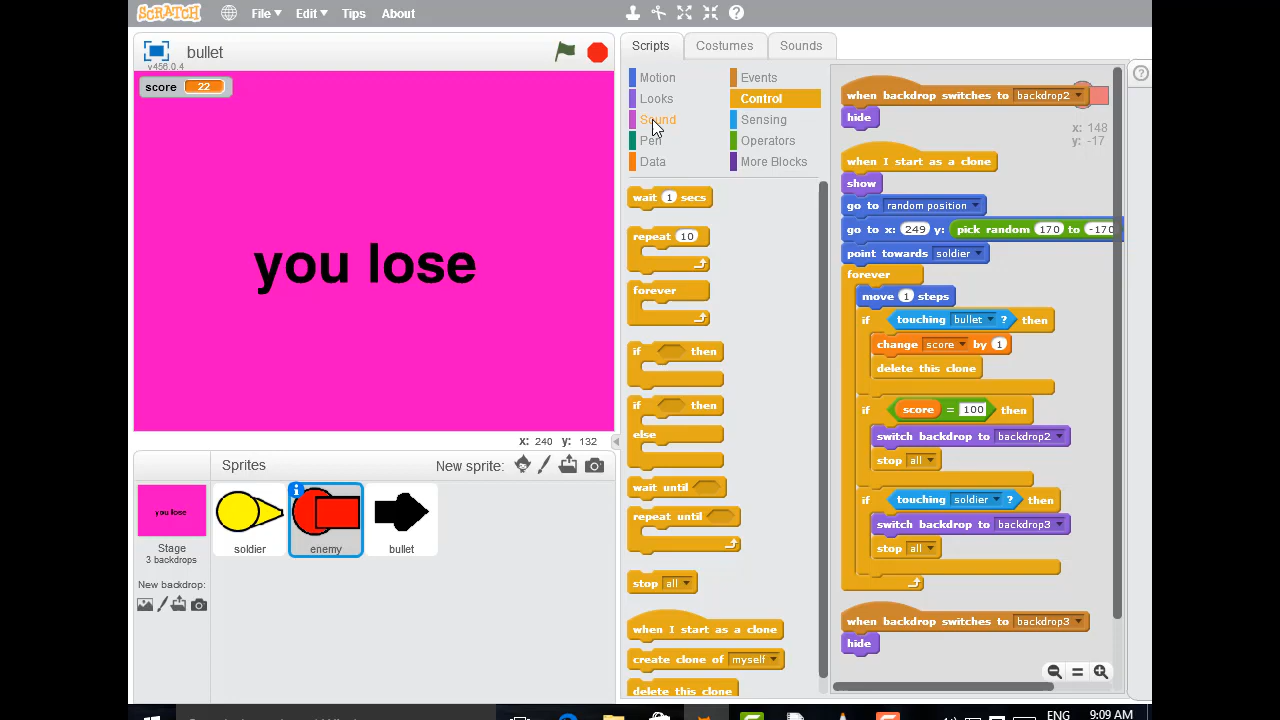 SCRATCH File Edit Tips About
bullet
v456.0.4
score 22
you lose
x: 240 y: 132
Sprites New sprite:
you lose
Stage
3 backdrops
New backdrop:
soldier
enemy
bullet
Scripts Costumes Sounds
Motion Events
Looks Control
Sound Sensing
Pen Operators
Data More Blocks
wait 1 secs
repeat 10
forever
if then
if then
else
wait until
repeat until
stop all
when I start as a clone
create clone of myself
delete this clone
when backdrop switches to backdrop2
hide
x: 148
y: -17
when I start as a clone
show
go to random position
go to x: 249 y: pick random 170 to -170
point towards soldier
forever
move 1 steps
if touching bullet ? then
change score by 1
delete this clone
if score = 100 then
switch backdrop to backdrop2
stop all
if touching soldier ? then
switch backdrop to backdrop3
stop all
when backdrop switches to backdrop3
hide
ENG
9:09 AM